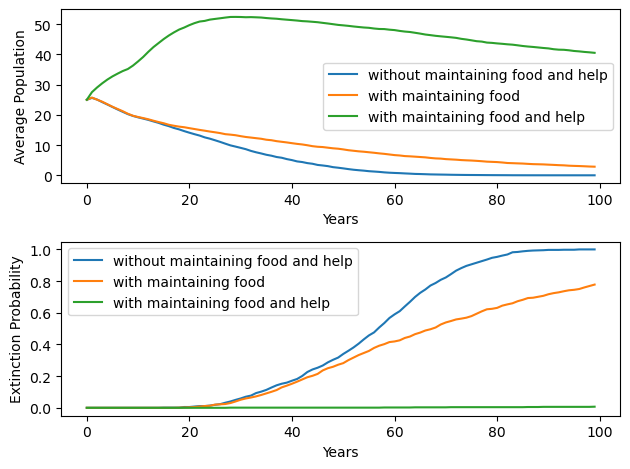 50
40
30
20
10
0
Average Population
without maintaining food and help
with maintaining food
with maintaining food and help
0 20 40 60 80 100
Years
1.0
0.8
0.6
0.4
0.2
0.0
Extinction Probability
without maintaining food and help
with maintaining food
with maintaining food and help
0 20 40 60 80 100
Years